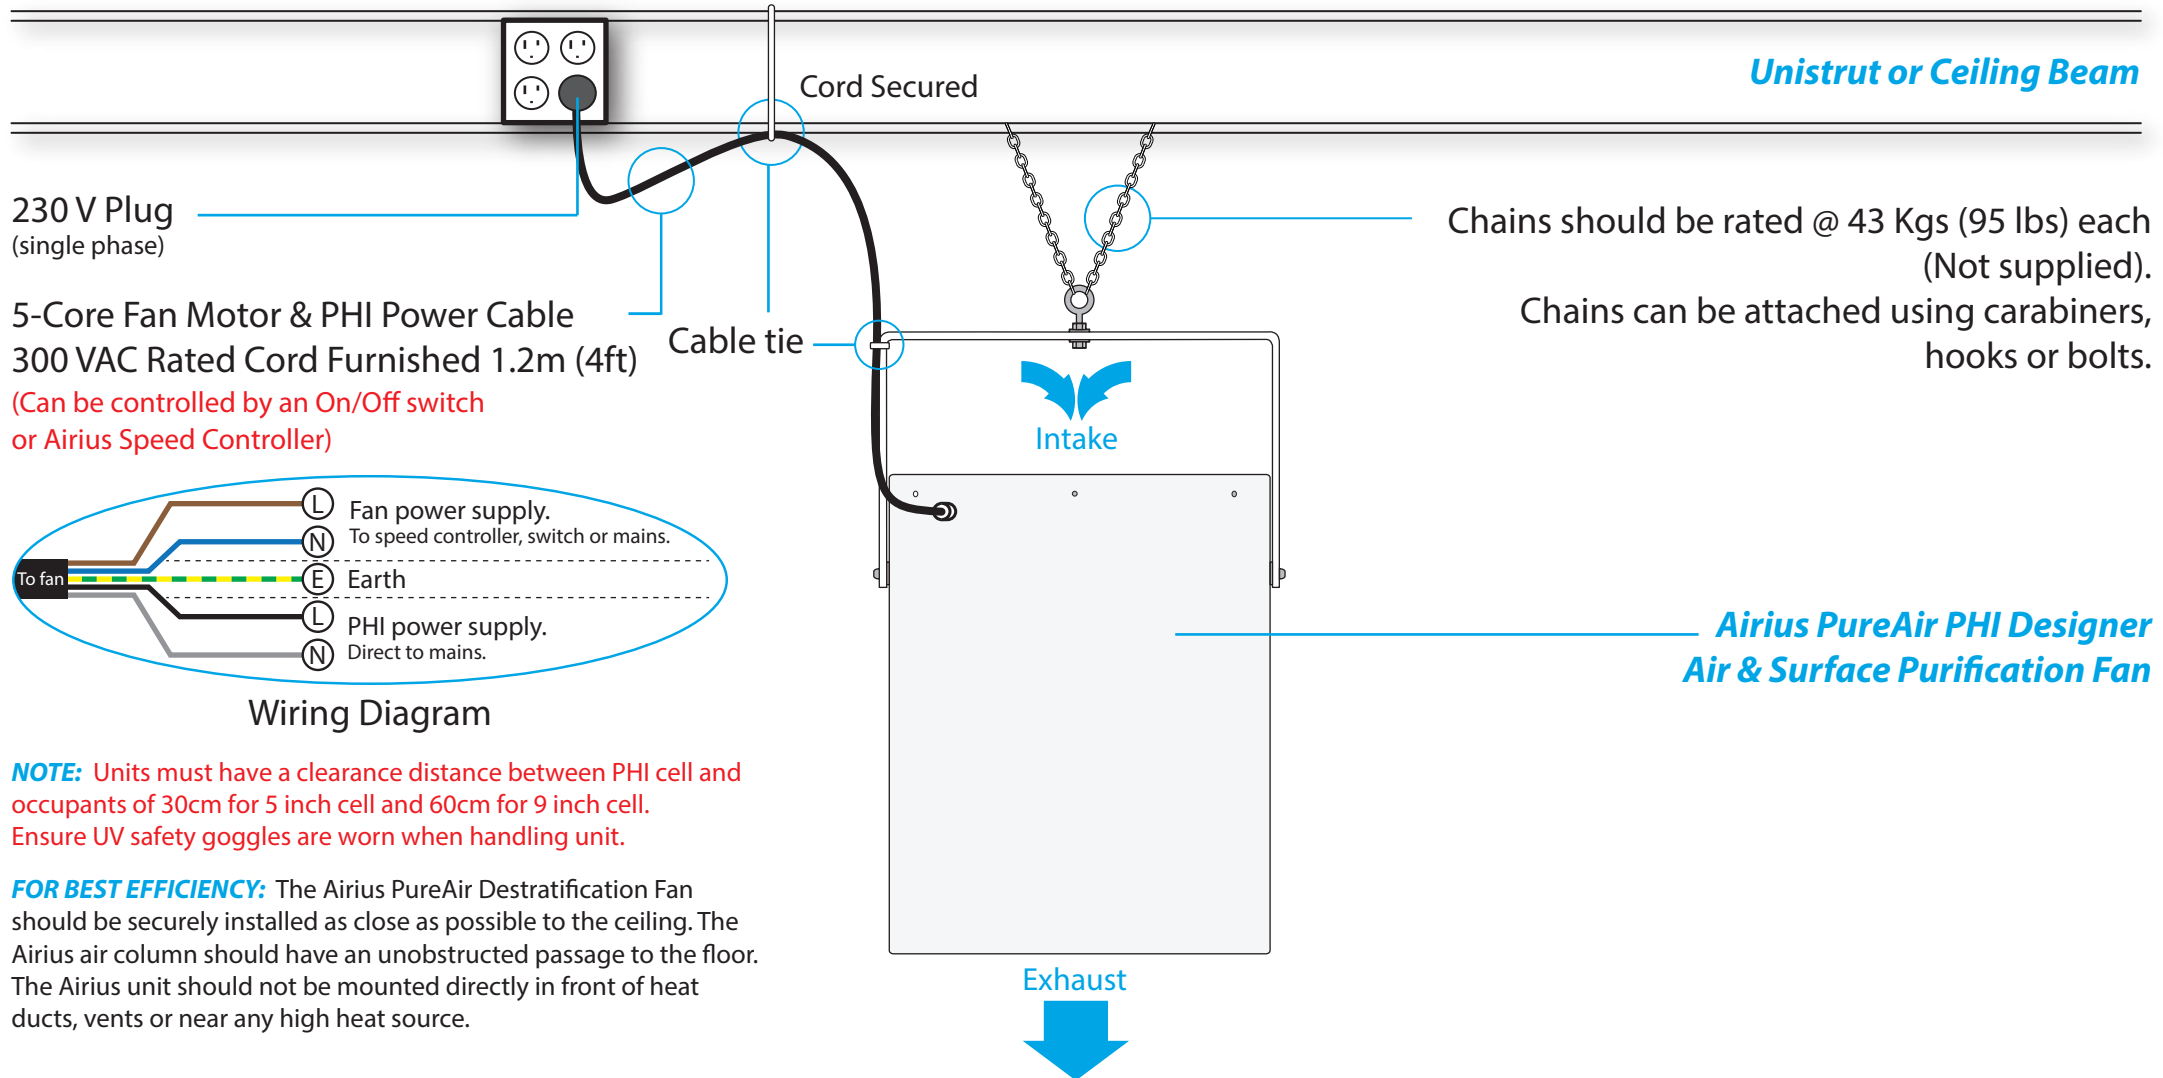 Unistrut or Ceiling Beam
Cord Secured
230 V Plug
(single phase)
5-Core Fan Motor & PHI Power Cable
300 VAC Rated Cord Furnished 1.2m (4ft)
(Can be controlled by an On/Off switch
or Airius Speed Controller)
Cable tie
Chains should be rated @ 43 Kgs (95 lbs) each
(Not supplied).
Chains can be attached using carabiners,
hooks or bolts.
Intake
To fan
L
Fan power supply.
N
To speed controller, switch or mains.
E
Earth
L
PHI power supply.
N
Direct to mains.
Wiring Diagram
Airius PureAir PHI Designer
Air & Surface Purification Fan
NOTE: Units must have a clearance distance between PHI cell and
occupants of 30cm for 5 inch cell and 60cm for 9 inch cell.
Ensure UV safety goggles are worn when handling unit.
FOR BEST EFFICIENCY: The Airius PureAir Destratification Fan
should be securely installed as close as possible to the ceiling. The
Airius air column should have an unobstructed passage to the floor.
The Airius unit should not be mounted directly in front of heat
ducts, vents or near any high heat source.
Exhaust